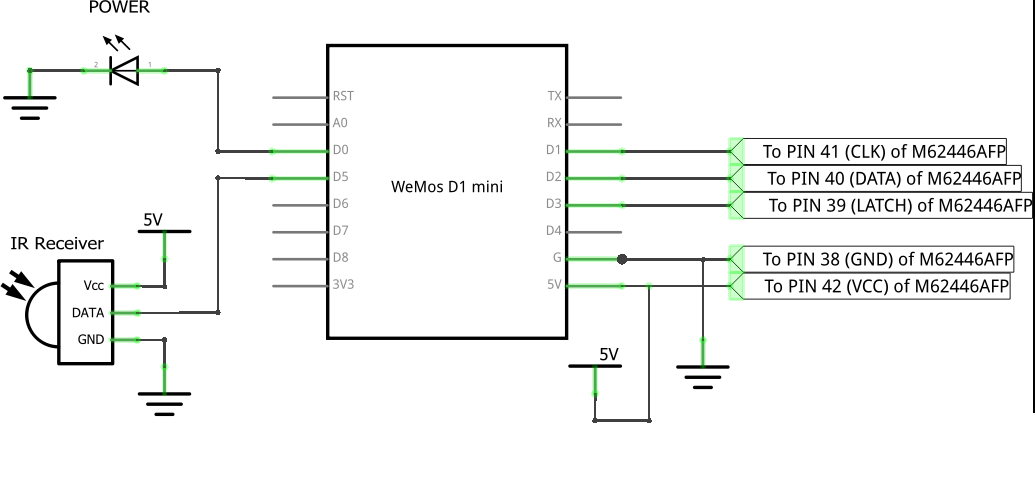 POWER
2 1
RST TX
A0 RX
D0 D1 To PIN 41 (CLK) of M62446AFP
D5 D2 To PIN 40 (DATA) of M62446AFP
WeMos D1 mini
D6 D3 To PIN 39 (LATCH) of M62446AFP
D7 D4
D8 G To PIN 38 (GND) of M62446AFP
3V3 5V To PIN 42 (VCC) of M62446AFP
5V
IR Receiver
Vcc
DATA
GND
5V